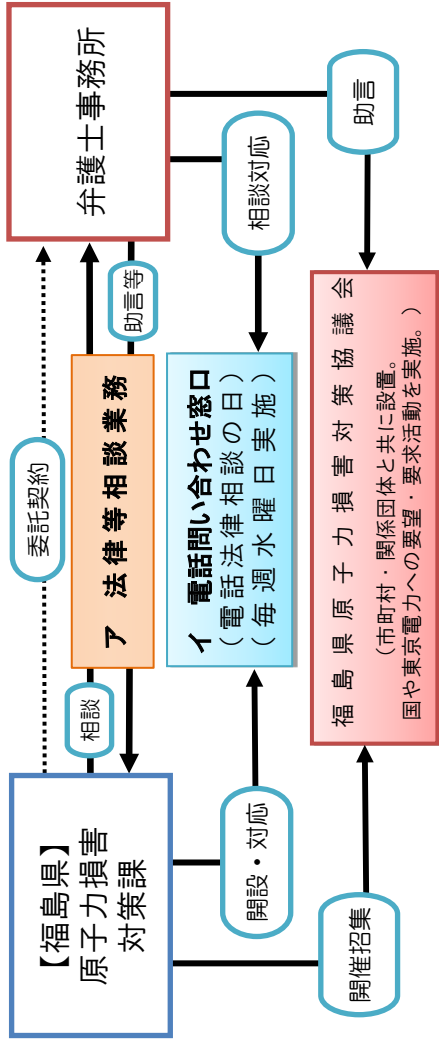 【福島県】
原子力損害
対策課
委託契約
弁護士事務所
相談
ア 法律等相談業務
助言等
開設・対応
イ 電話問い合わせ窓口
（電話法律相談の日）
（毎週水曜日実施）
相談対応
開催招集
福島県原子力損害対策協議会
（市町村・関係団体と共に設置。
国や東京電力への要望・要求活動を実施。）
助言